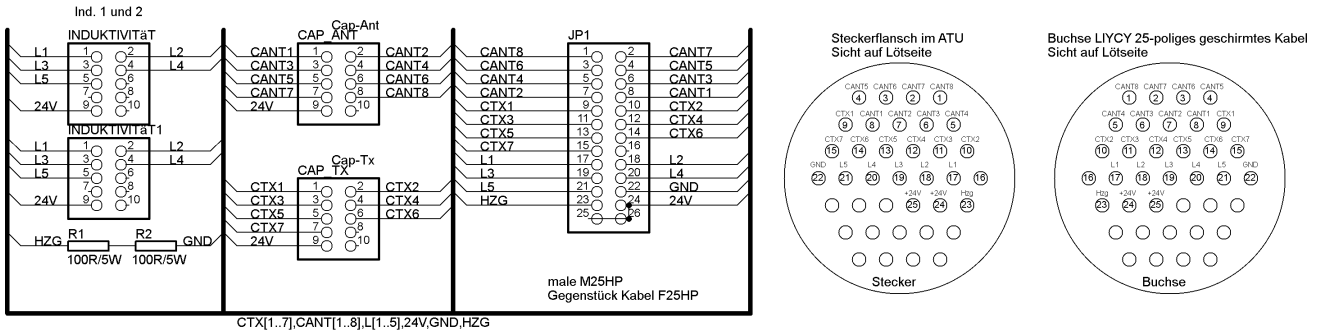 Ind. 1 und 2
INDUKTIVITäT
L1 1 2 L2
L3 3 4 L4
L5 5 6
7 8
24V 9 10
INDUKTIVITäT1
L1 1 2 L2
L3 3 4 L4
L5 5 6
7 8
24V 9 10
HZG R1 R2 GND
100R/5W 100R/5W
Cap-Ant
CAP_ANT
CANT1 1 2 CANT2
CANT3 3 4 CANT4
CANT5 5 6 CANT6
CANT7 7 8 CANT8
24V 9 10
Cap-Tx
CAP_TX
CTX1 1 2 CTX2
CTX3 3 4 CTX4
CTX5 5 6 CTX6
CTX7 7 8
24V 9 10
JP1
CANT8 1 2 CANT7
CANT6 3 4 CANT5
CANT4 5 6 CANT3
CANT2 7 8 CANT1
CTX1 9 10 CTX2
CTX3 11 12 CTX4
CTX5 13 14 CTX6
CTX7 15 16
L1 17 18 L2
L3 19 20 L4
L5 21 22 GND
HZG 23 24 24V
25 26
male M25HP
Gegenstück Kabel F25HP
CTX[1..7],CANT[1..8],L[1..5],24V,GND,HZG
Steckerflansch im ATU
Sicht auf Lötseite
CANT5 CANT6 CANT7 CANT8
4 3 2 1
CTX1 CANT1 CANT2 CANT3 CANT4
9 8 7 6 5
CTX7 CTX6 CTX5 CTX4 CTX3 CTX2
15 14 13 12 11 10
GND L5 L4 L3 L2 L1
22 21 20 19 18 17 16
+24V +24V Hzg
25 24 23
Stecker
Buchse LIYCY 25-poliges geschirmtes Kabel
Sicht auf Lötseite
CANT8 CANT7 CANT6 CANT5
1 2 3 4
CANT4 CANT3 CANT2 CANT1 CTX1
5 6 7 8 9
CTX2 CTX3 CTX4 CTX5 CTX6 CTX7
10 11 12 13 14 15
L1 L2 L3 L4 L5 GND
16 17 18 19 20 21 22
Hzg +24V +24V
23 24 25
Buchse